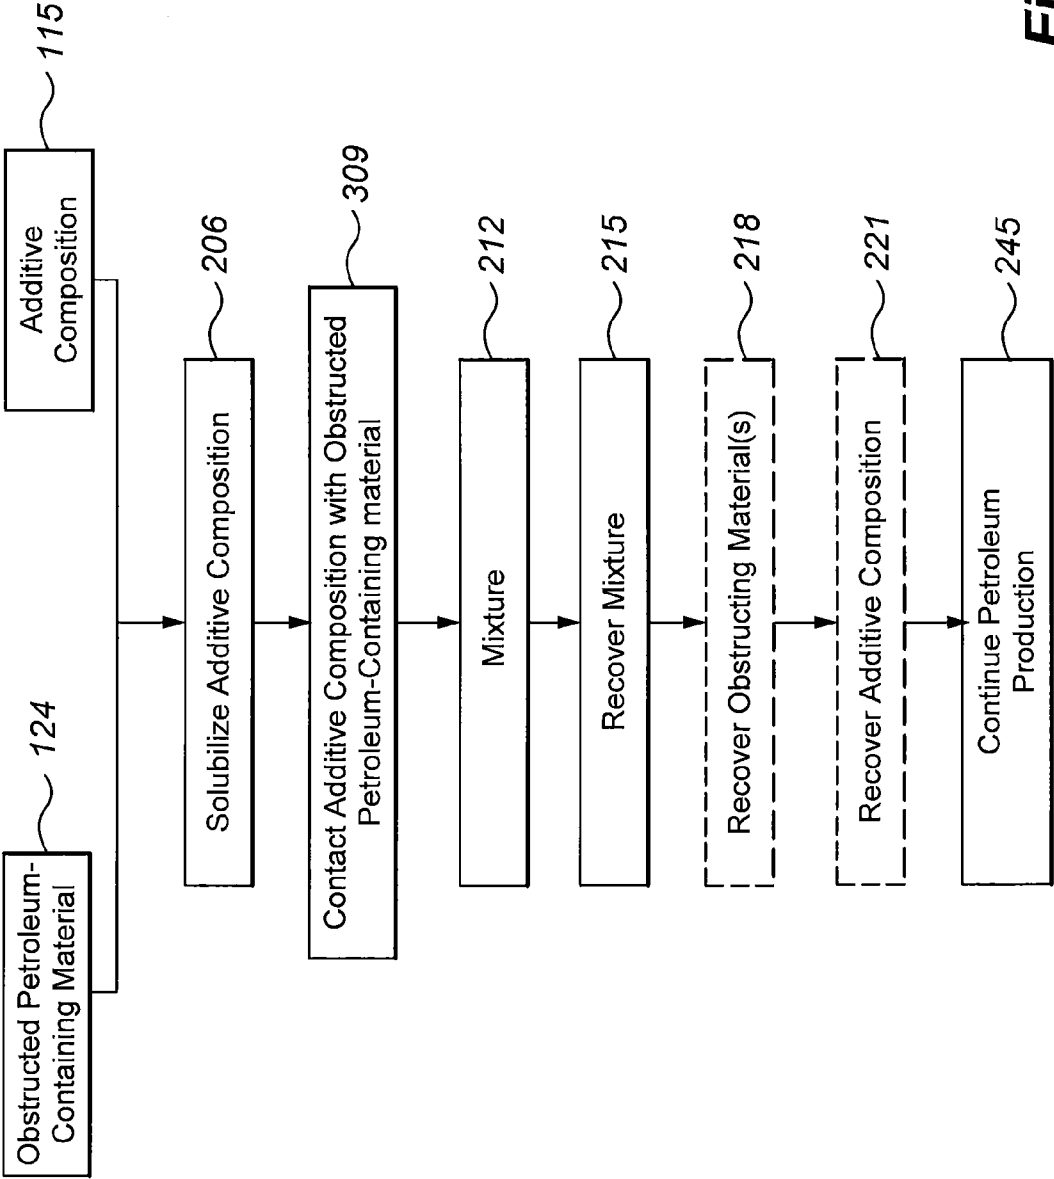 Obstructed Petroleum-
Containing Material
124
Additive
Composition
115
Solubilize Additive Composition
206
Contact Additive Composition with Obstructed
Petroleum-Containing material
309
Mixture
212
Recover Mixture
215
Recover Obstructing Material(s)
218
Recover Additive Composition
221
Continue Petroleum
Production
245